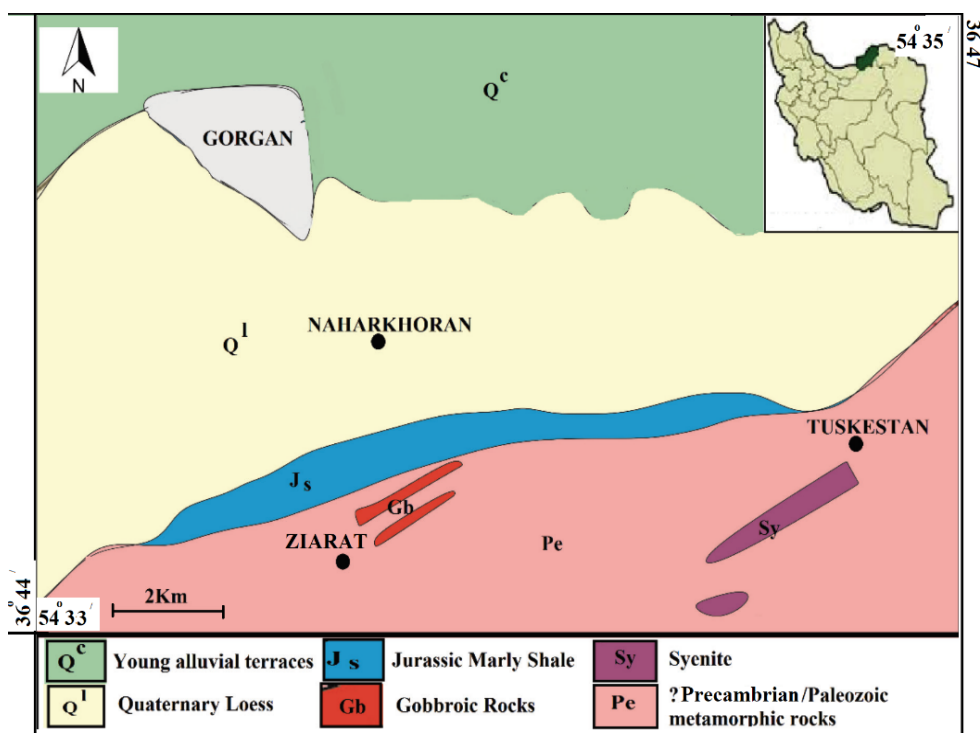 N
54° 35′
36° 47′
Q c
GORGAN
NAHARKHORAN
Q l
TUSKESTAN
J s
Gb
Sy
ZIARAT
Pe
36° 44′
54° 33′
2Km
Q c Young alluvial terraces
J s Jurassic Marly Shale
Sy Syenite
Q l Quaternary Loess
Gb Gobbroic Rocks
Pe ?Precambrian/Paleozoic
metamorphic rocks